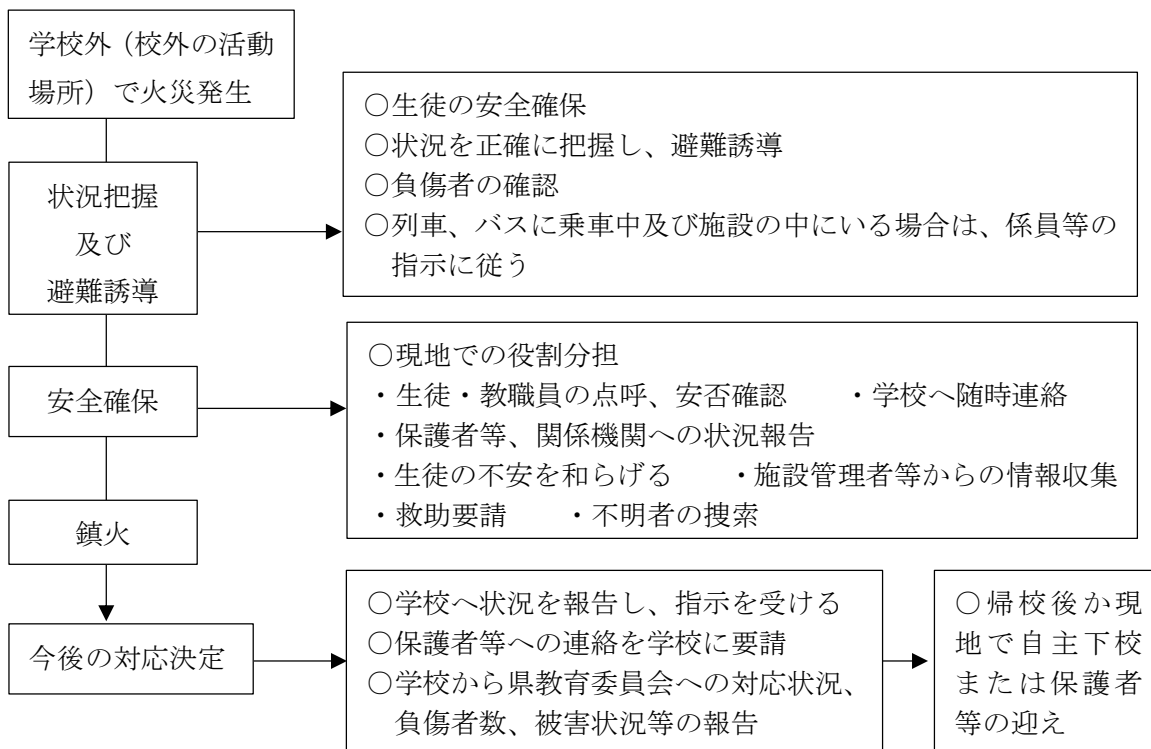 学校外（校外の活動
場所）で火災発生
状況把握
及び
避難誘導
○生徒の安全確保
○状況を正確に把握し、避難誘導
○負傷者の確認
○列車、バスに乗車中及び施設の中にいる場合は、係員等の
指示に従う
安全確保
○現地での役割分担
・生徒・教職員の点呼、安否確認　　・学校へ随時連絡
・保護者等、関係機関への状況報告
・生徒の不安を和らげる　　・施設管理者等からの情報収集
・救助要請　　・不明者の捜索
鎮火
今後の対応決定
○学校へ状況を報告し、指示を受ける
○保護者等への連絡を学校に要請
○学校から県教育委員会への対応状況、
負傷者数、被害状況等の報告
○帰校後か現
地で自主下校
または保護者
等の迎え